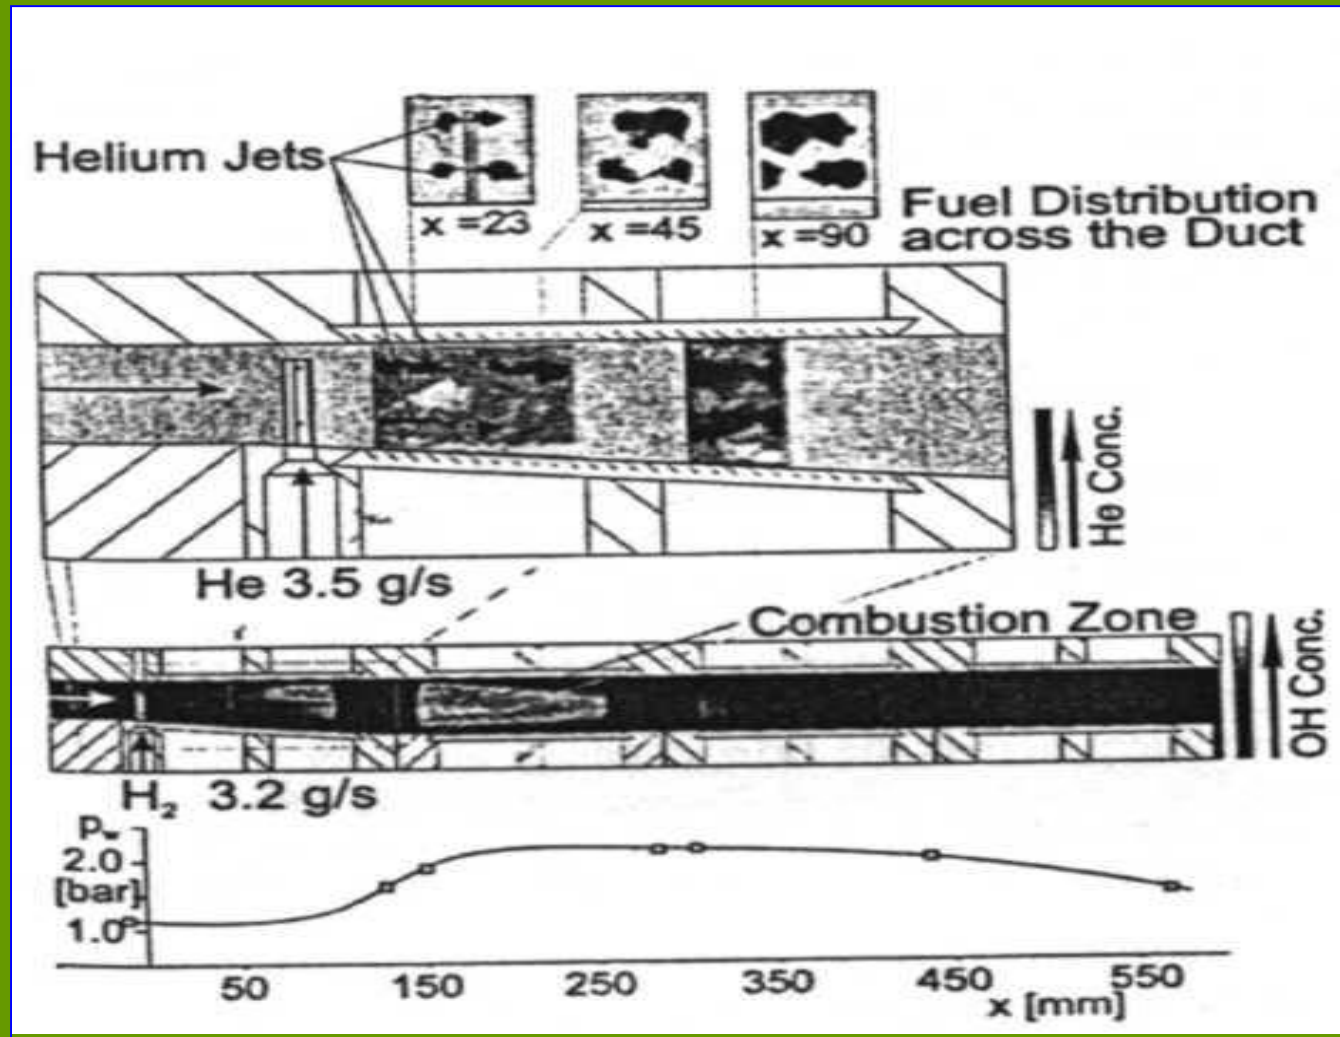 Helium Jets
x =23
x =45
x =90
Fuel Distribution
across the Duct
He Conc.
He 3.5 g/s
Combustion Zone
OH Conc.
H₂ 3.2 g/s
pw
2.0
[bar]
1.0
50
150
250
350
450
550
x [mm]